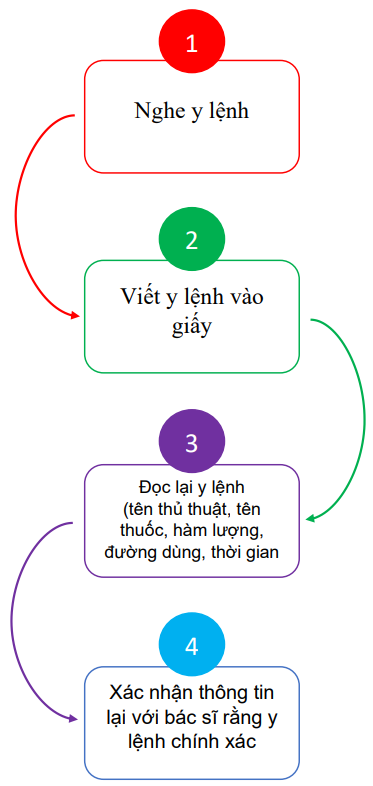 1
Nghe y lệnh
2
Viết y lệnh vào
giấy
3
Đọc lại y lệnh
(tên thủ thuật, tên
thuốc, hàm lượng,
đường dùng, thời gian
4
Xác nhận thông tin
lại với bác sĩ rằng y
lệnh chính xác